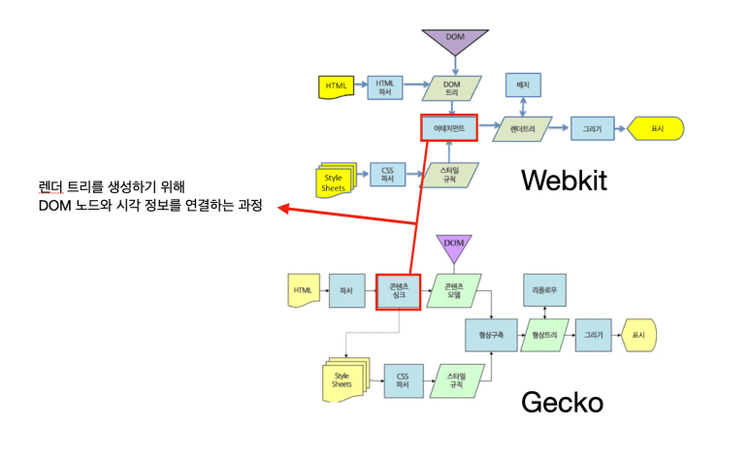 DOM
HTML
HTML
파서
DOM
트리
배치
어태치먼트
렌더트리
그리기
표시
Style
Sheets
CSS
파서
스타일
규칙
Webkit
렌더 트리를 생성하기 위해
DOM 노드와 시각 정보를 연결하는 과정
DOM
HTML
파서
콘텐츠
싱크
콘텐츠
모델
리플로우
형상구축
형상트리
그리기
표시
Style
Sheets
CSS
파서
스타일
규칙
Gecko